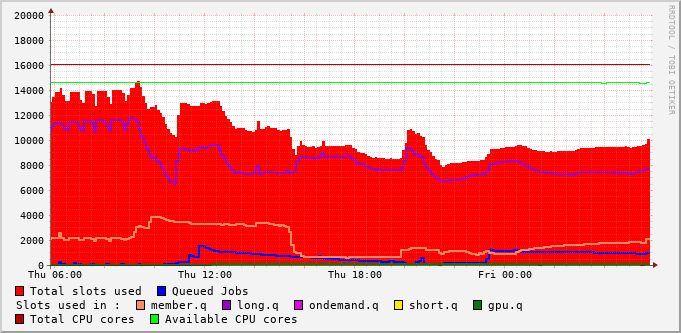 20000
18000
16000
14000
12000
10000
8000
6000
4000
2000
0
Thu 06:00 Thu 12:00 Thu 18:00 Fri 00:00
RRDTOOL / TOBI OETIKER
Total slots used Queued Jobs
Slots used in : member.q long.q ondemand.q short.q gpu.q
Total CPU cores Available CPU cores